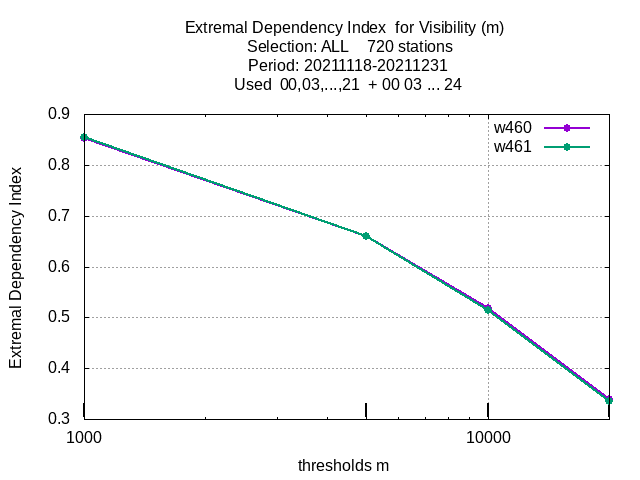 Extremal Dependency Index  for Visibility (m)
Selection: ALL    720 stations
Period: 20211118-20211231
Used  00,03,...,21  + 00 03 ... 24
w460
w461
0.9
0.8
0.7
0.6
0.5
0.4
0.3
Extremal Dependency Index
1000
10000
thresholds m